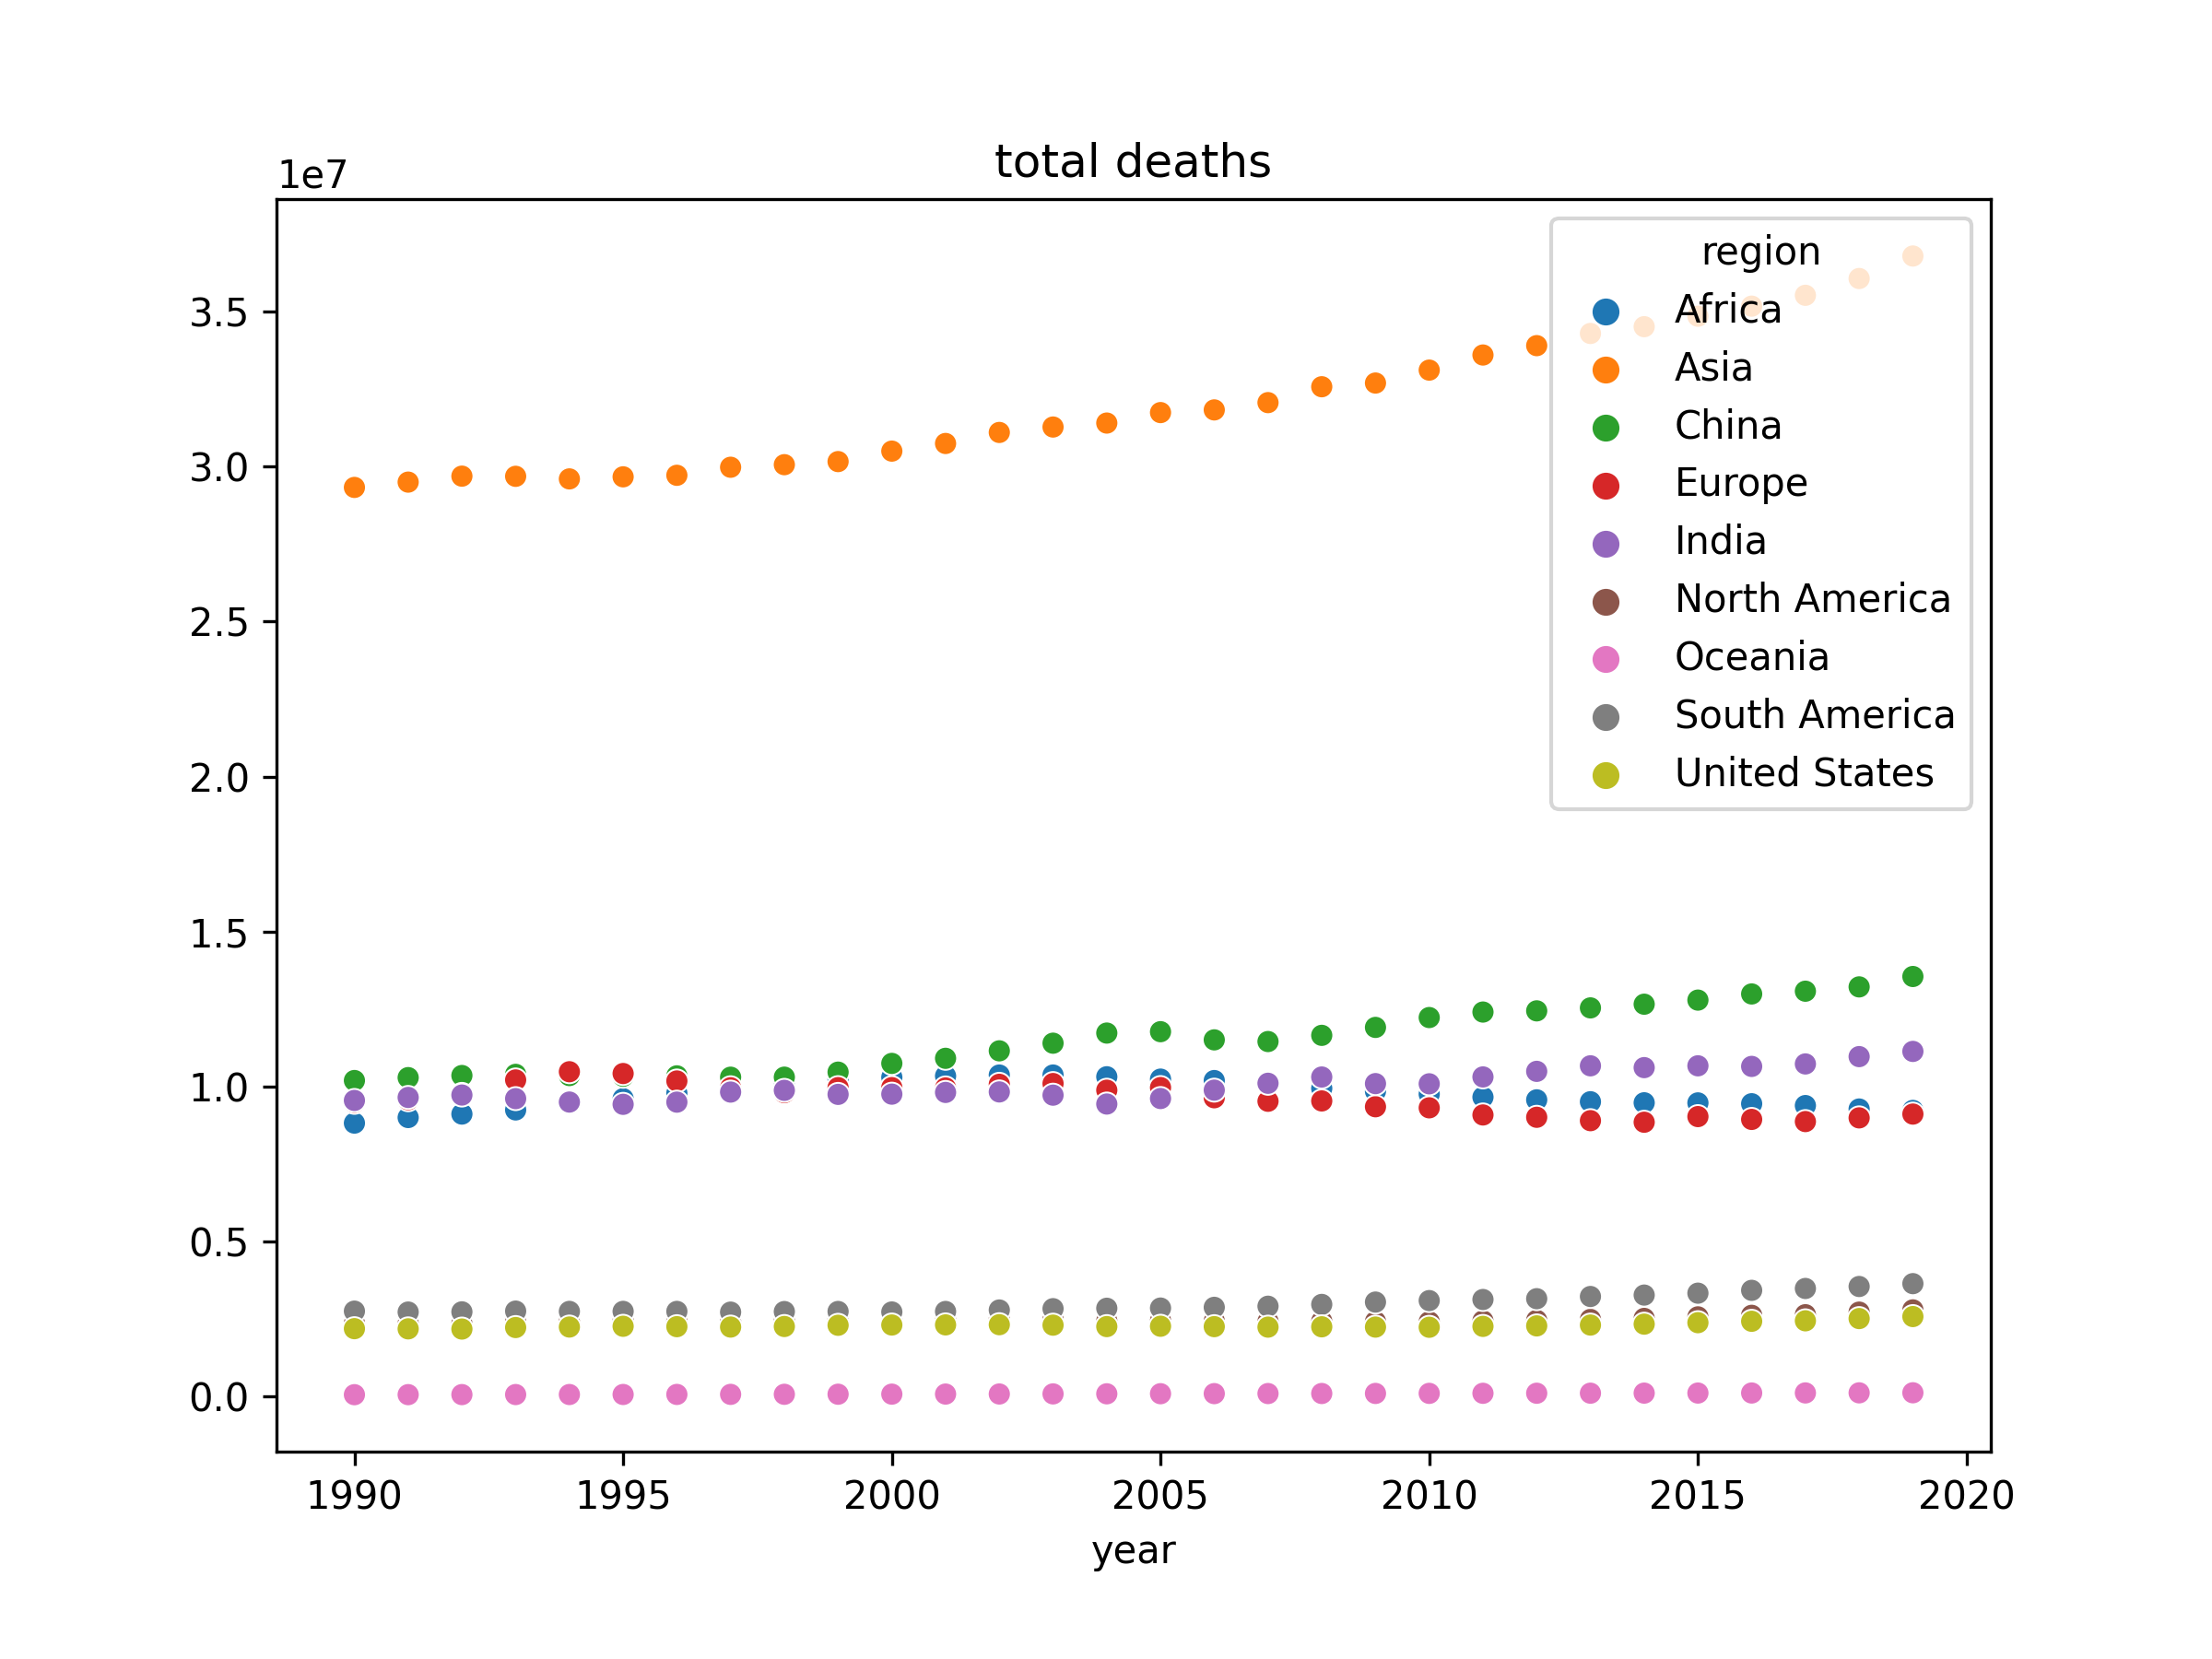 total deaths
1e7
3.5
3.0
2.5
2.0
1.5
1.0
0.5
0.0
region
Africa
Asia
China
Europe
India
North America
Oceania
South America
United States
1990 1995 2000 2005 2010 2015 2020
year